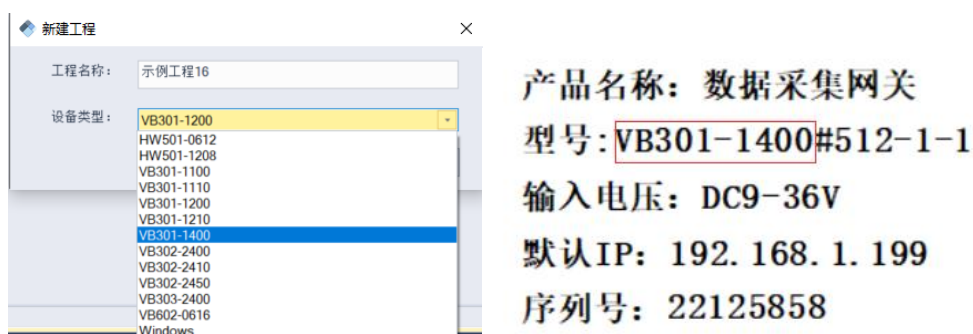 新建工程
工程名称：
示例工程16
设备类型：
VB301-1200
HW501-0612
HW501-1208
VB301-1100
VB301-1110
VB301-1200
VB301-1210
VB301-1400
VB302-2400
VB302-2410
VB302-2450
VB303-2400
VB602-0616
Windows
产品名称：数据采集网关
型号:VB301-1400#512-1-1
输入电压：DC9-36V
默认IP：192.168.1.199
序列号：22125858